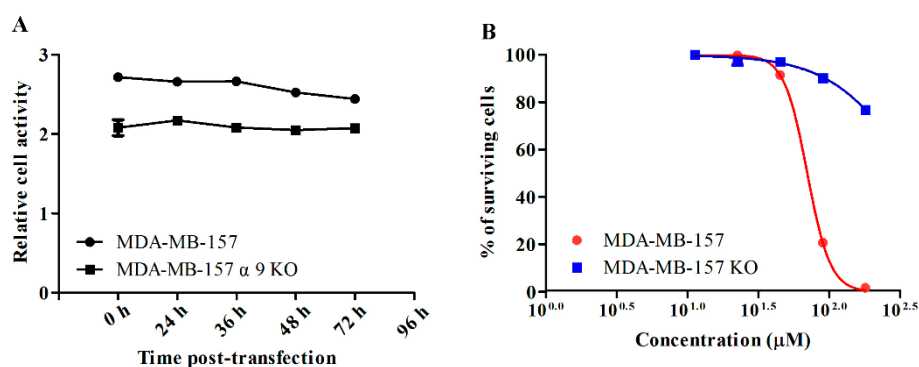 A
Relative cell activity
3
2
1
0
MDA-MB-157
MDA-MB-157 α 9 KO
0 h
24 h
36 h
48 h
72 h
96 h
Time post-transfection
B
% of surviving cells
100
80
60
40
20
0
MDA-MB-157
MDA-MB-157 KO
10^0.0
10^0.5
10^1.0
10^1.5
10^2.0
10^2.5
Concentration (μM)